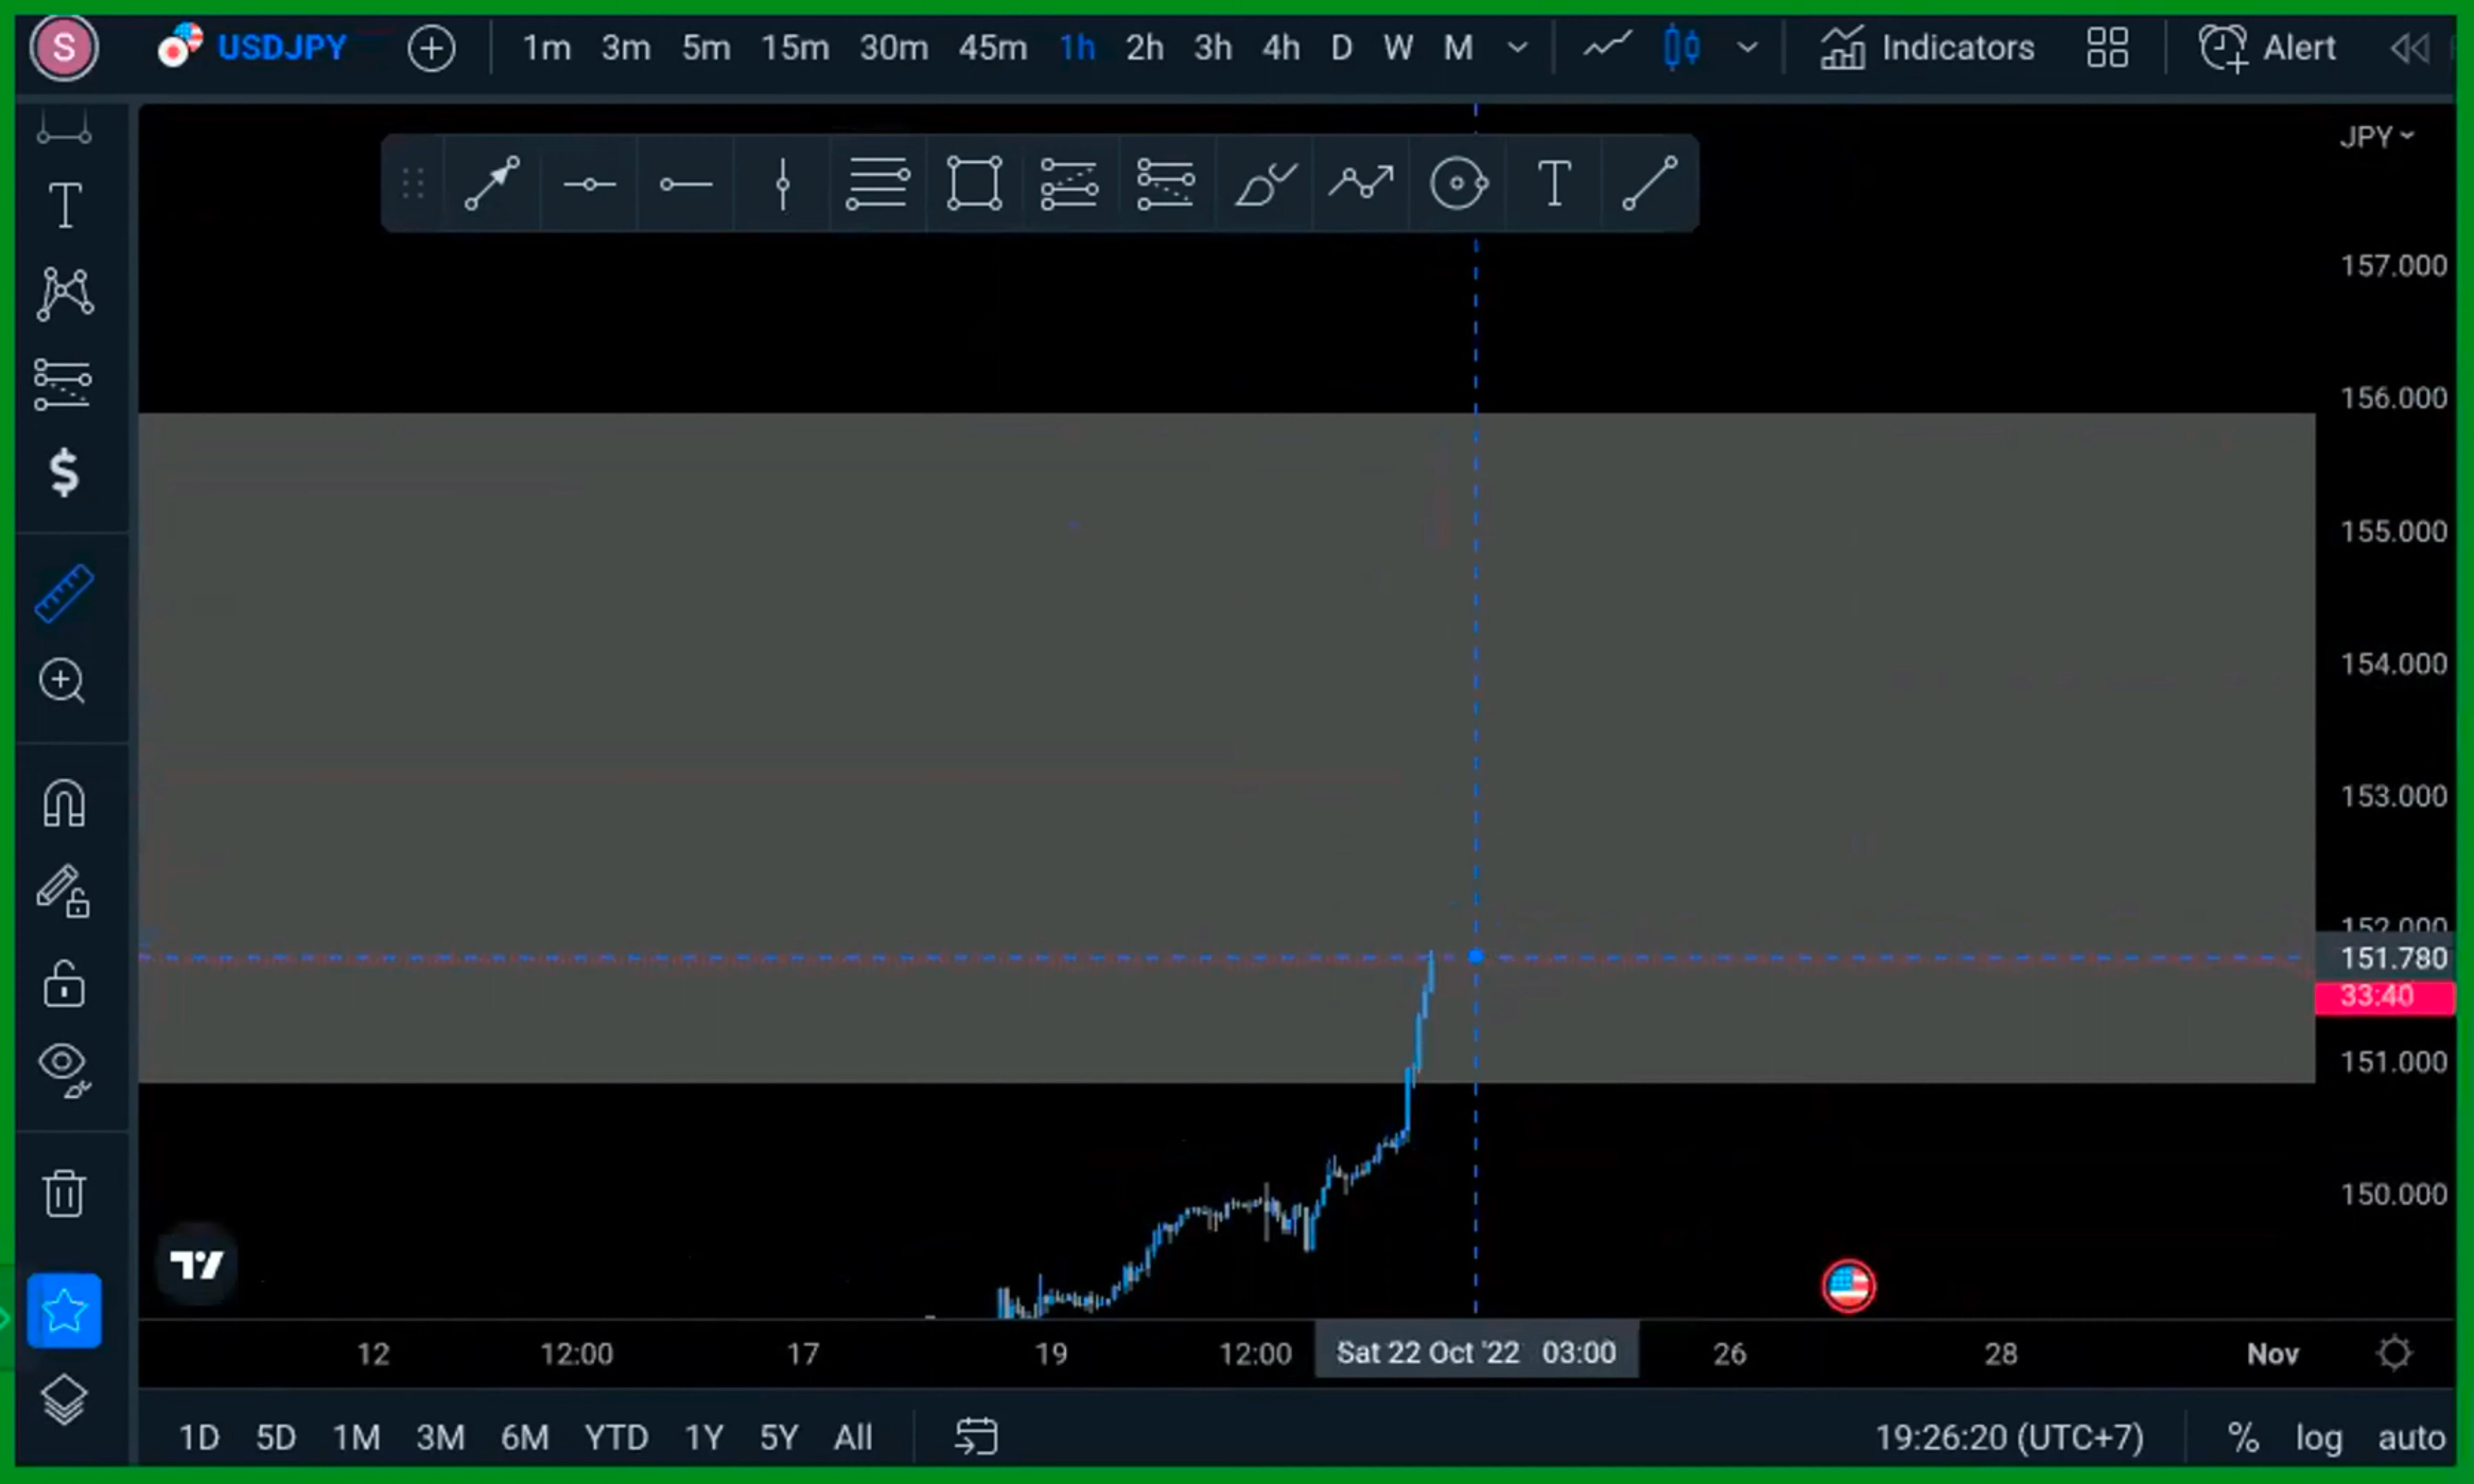 S USDJPY 1m 3m 5m 15m 30m 45m 1h 2h 3h 4h D W M Indicators Alert
JPY
T
T
157.000
156.000
155.000
154.000
153.000
152.000
151.780
33:40
151.000
150.000
12 12:00 17 19 12:00 Sat 22 Oct '22 03:00 26 28 Nov
1D 5D 1M 3M 6M YTD 1Y 5Y All 19:26:20 (UTC+7) % log auto